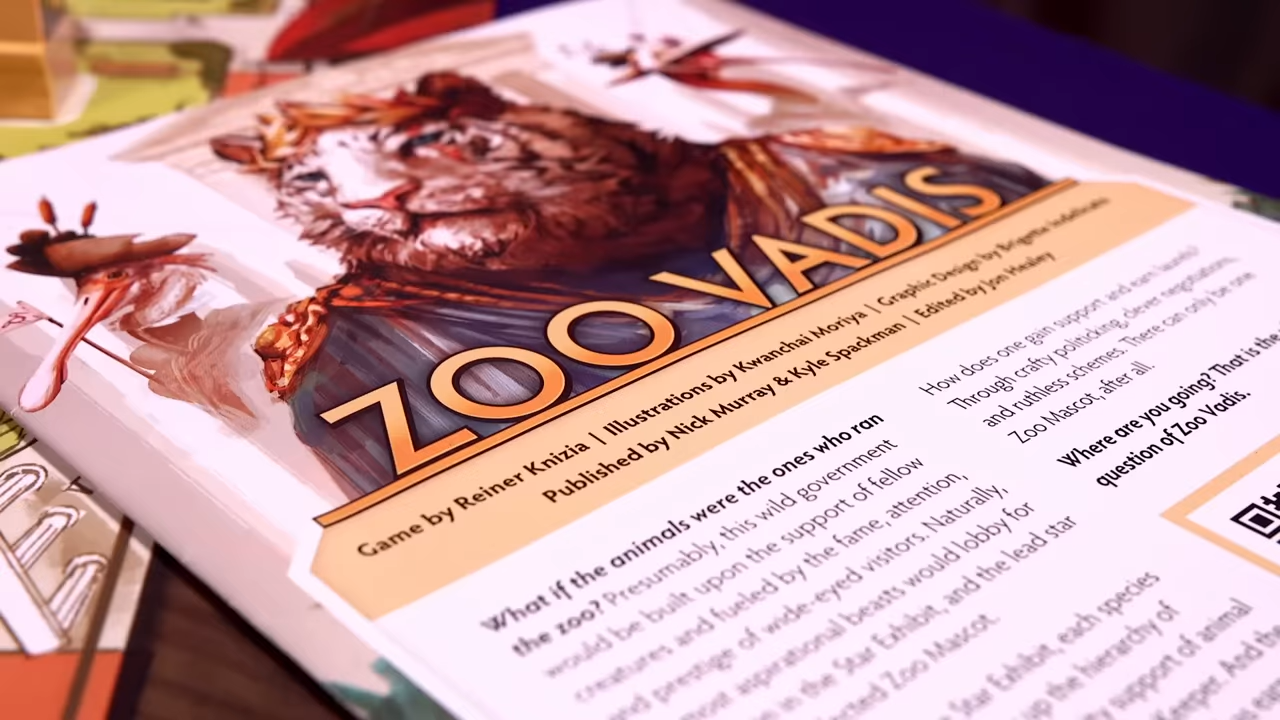 ZOO VADIS
Game by Reiner Knizia | Illustrations by Kwanchai Moriya | Graphic Design by Brigette Indelicato
Published by Nick Murray & Kyle Spackman | Edited by Jon Healey
What if the animals were the ones who ran
the zoo? Presumably, this wild government
would be built upon the support of fellow
creatures and fueled by the fame, attention,
and prestige of wide-eyed visitors. Naturally,
most aspirational beasts would lobby for
in the Star Exhibit, and the lead star
Zoo Mascot.
How does one gain support and earn laurels?
Through crafty politicking, clever negotiations,
and ruthless schemes. There can only be one
Zoo Mascot, after all.
Where are you going? That is the
question of Zoo Vadis.
Star Exhibit, each species
up the hierarchy of
support of animal
And the